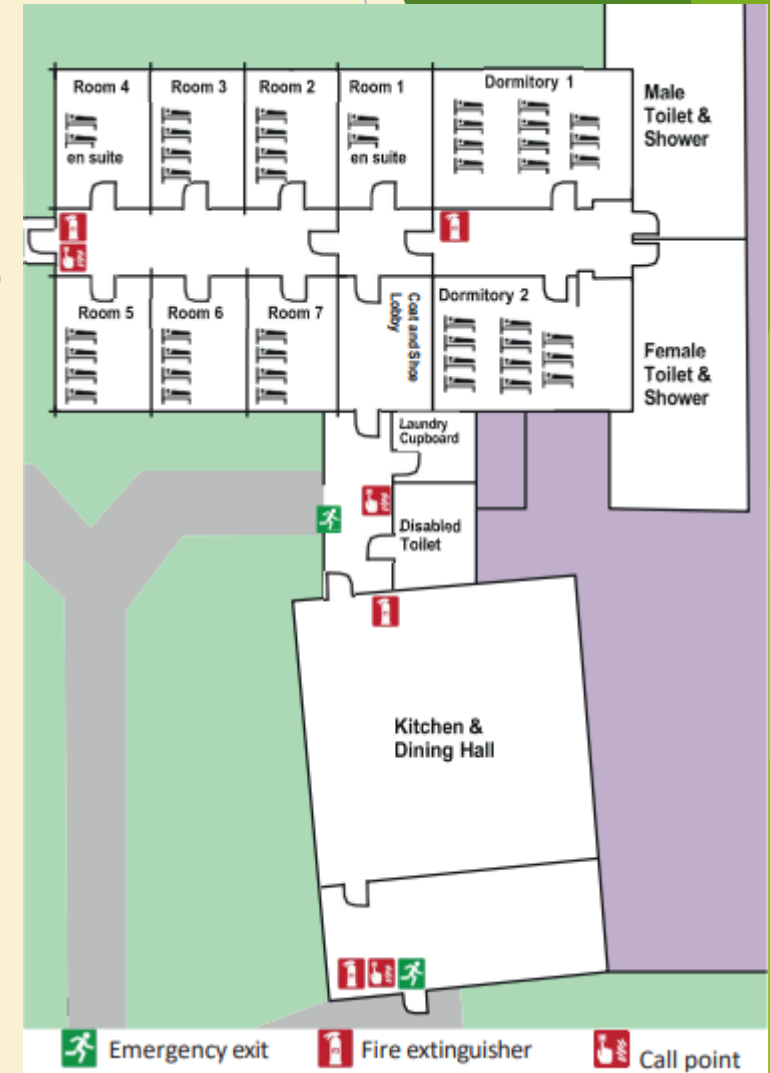 Room 4
Room 3
Room 2
Room 1
Dormitory 1
Male
Toilet &
Shower
en suite
en suite
Room 5
Room 6
Room 7
Coat and Shoe
Lobby
Dormitory 2
Female
Toilet &
Shower
Laundry
Cupboard
Disabled
Toilet
Kitchen &
Dining Hall
Emergency exit
Fire extinguisher
Call point